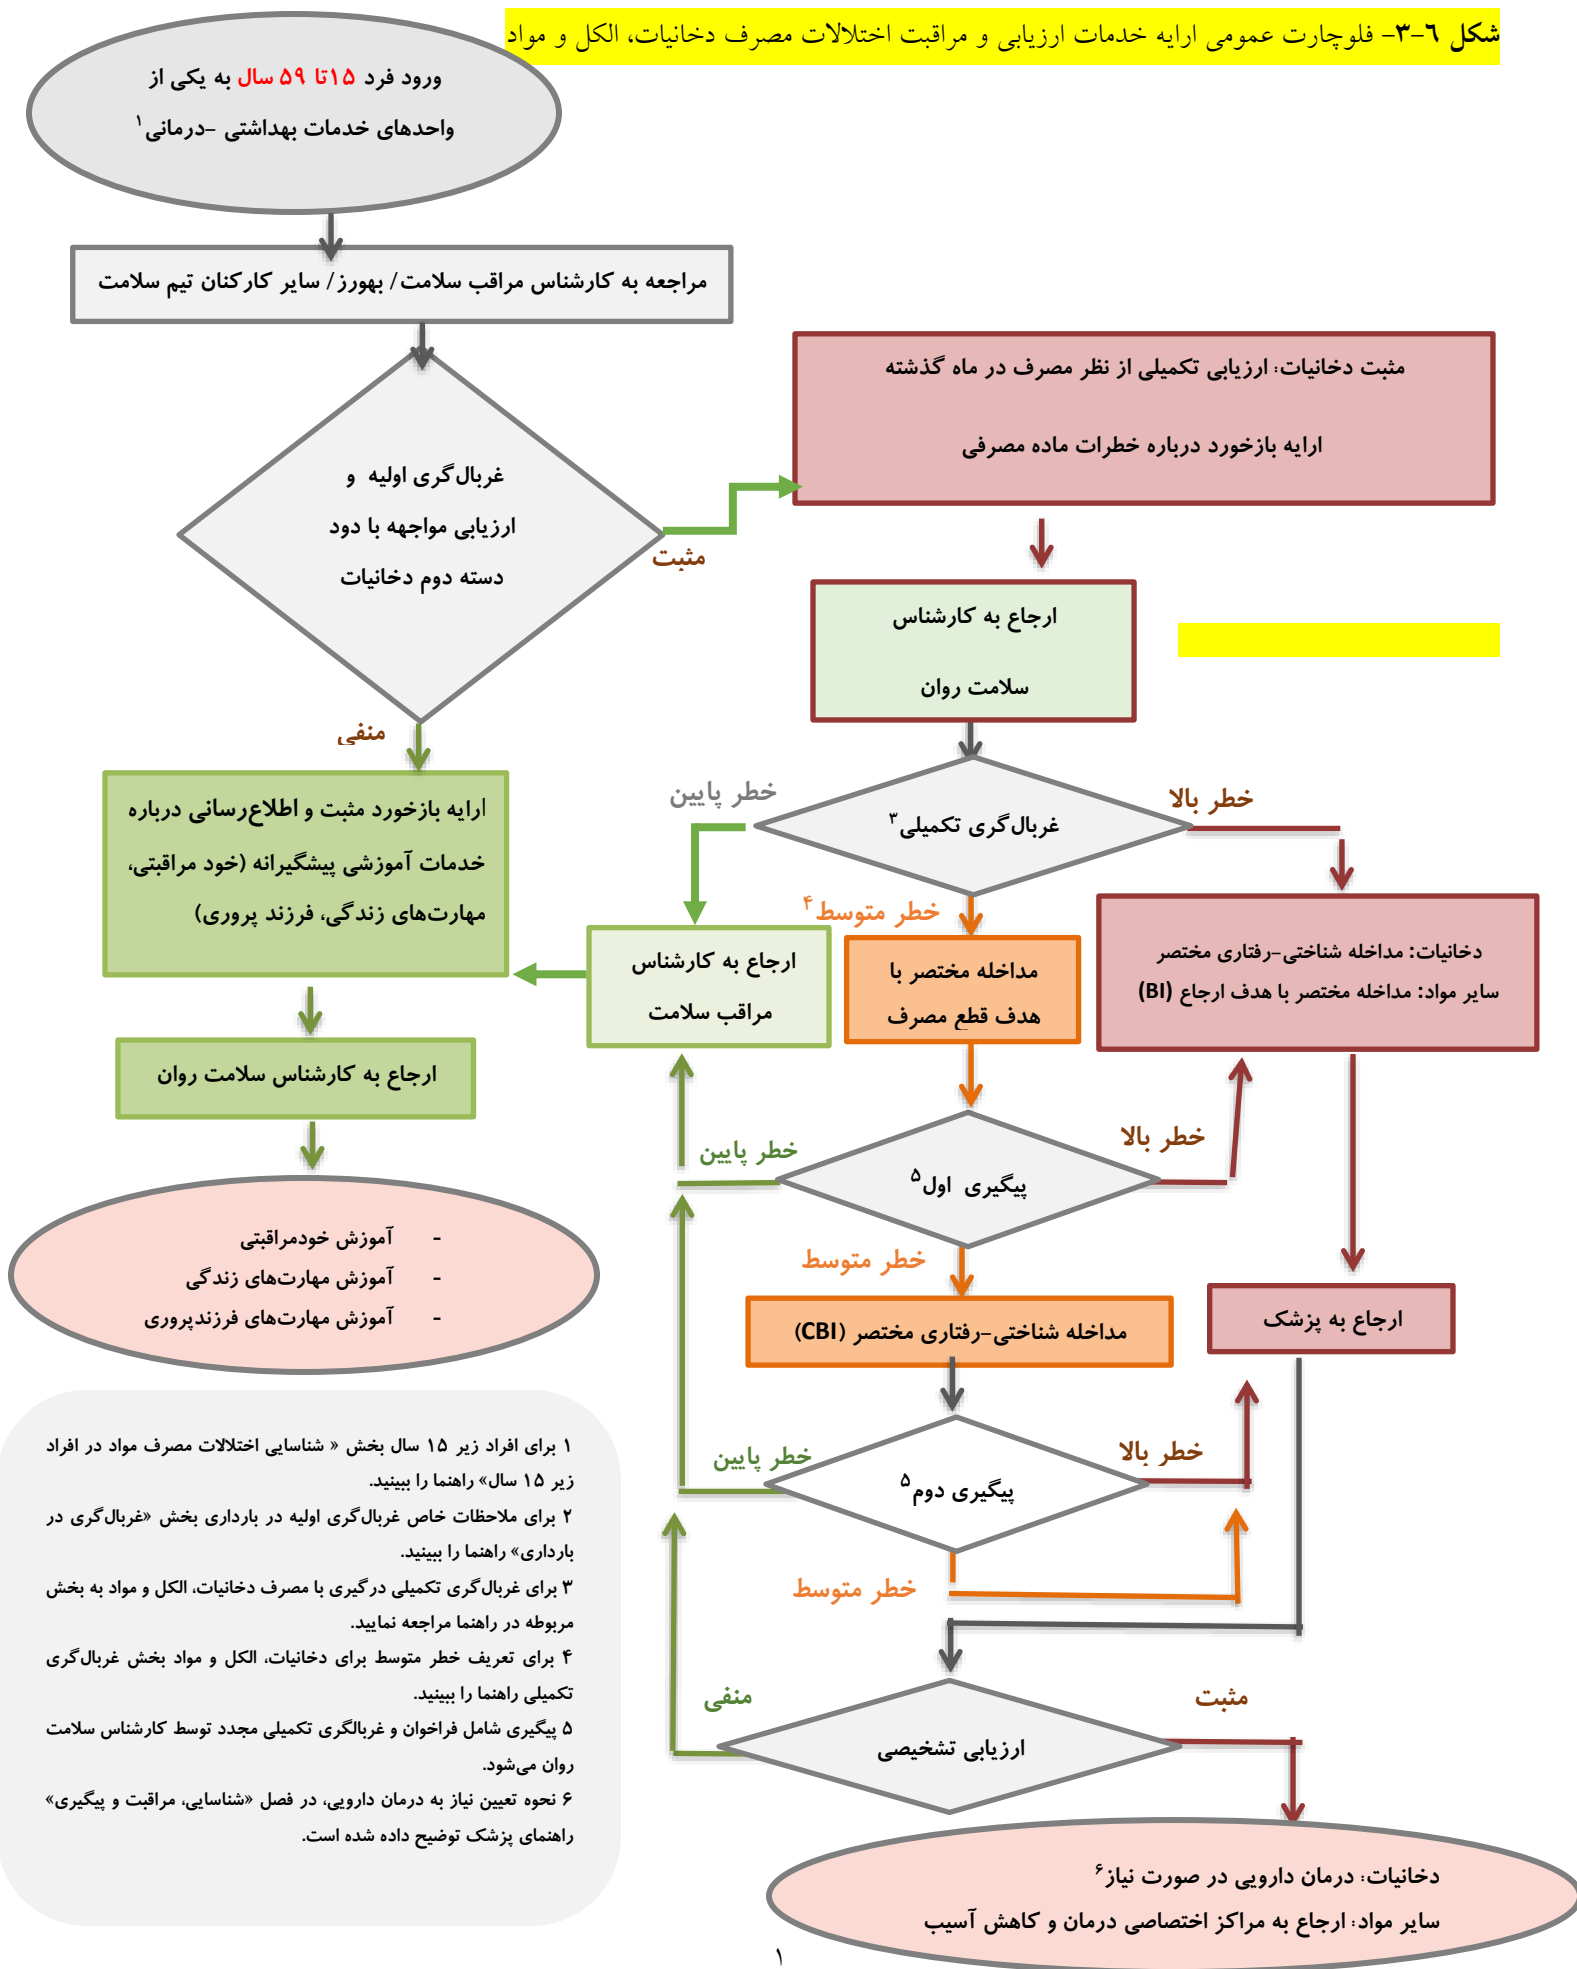 شکل ٦-٣- فلوچارت عمومی ارایه خدمات ارزیابی و مراقبت اختلالات مصرف دخانیات، الکل و مواد
ورود فرد ۱۵تا ۵۹ سال به یکی از
واحدهای خدمات بهداشتی -درمانی۱
مراجعه به کارشناس مراقب سلامت/ بهورز/ سایر کارکنان تیم سلامت
مثبت دخانیات: ارزیابی تکمیلی از نظر مصرف در ماه گذشته
ارایه بازخورد درباره خطرات ماده مصرفی
غربال‌گری اولیه و
ارزیابی مواجهه با دود
دسته دوم دخانیات
مثبت
منفی
ارجاع به کارشناس
سلامت روان
خطر پایین
خطر بالا
غربال‌گری تکمیلی۳
خطر متوسط۴
ارایه بازخورد مثبت و اطلاع‌رسانی درباره
خدمات آموزشی پیشگیرانه (خود مراقبتی،
مهارت‌های زندگی، فرزند پروری)
ارجاع به کارشناس
مراقب سلامت
مداخله مختصر با
هدف قطع مصرف
دخانیات: مداخله شناختی-رفتاری مختصر
سایر مواد: مداخله مختصر با هدف ارجاع (BI)
ارجاع به کارشناس سلامت روان
خطر پایین
خطر بالا
پیگیری اول۵
خطر متوسط
- آموزش خودمراقبتی
- آموزش مهارت‌های زندگی
- آموزش مهارت‌های فرزندپروری
مداخله شناختی-رفتاری مختصر (CBI)
ارجاع به پزشک
خطر پایین
خطر بالا
پیگیری دوم۵
خطر متوسط
۱ برای افراد زیر ۱۵ سال بخش « شناسایی اختلالات مصرف مواد در افراد
زیر ۱۵ سال» راهنما را ببینید.
۲ برای ملاحظات خاص غربال‌گری اولیه در بارداری بخش «غربال‌گری در
بارداری» راهنما را ببینید.
۳ برای غربال‌گری تکمیلی درگیری با مصرف دخانیات، الکل و مواد به بخش
مربوطه در راهنما مراجعه نمایید.
۴ برای تعریف خطر متوسط برای دخانیات، الکل و مواد بخش غربال‌گری
تکمیلی راهنما را ببینید.
۵ پیگیری شامل فراخوان و غربالگری تکمیلی مجدد توسط کارشناس سلامت
روان می‌شود.
۶ نحوه تعیین نیاز به درمان دارویی، در فصل «شناسایی، مراقبت و پیگیری»
راهنمای پزشک توضیح داده شده است.
منفی
مثبت
ارزیابی تشخیصی
دخانیات: درمان دارویی در صورت نیاز۶
سایر مواد: ارجاع به مراکز اختصاصی درمان و کاهش آسیب
۱